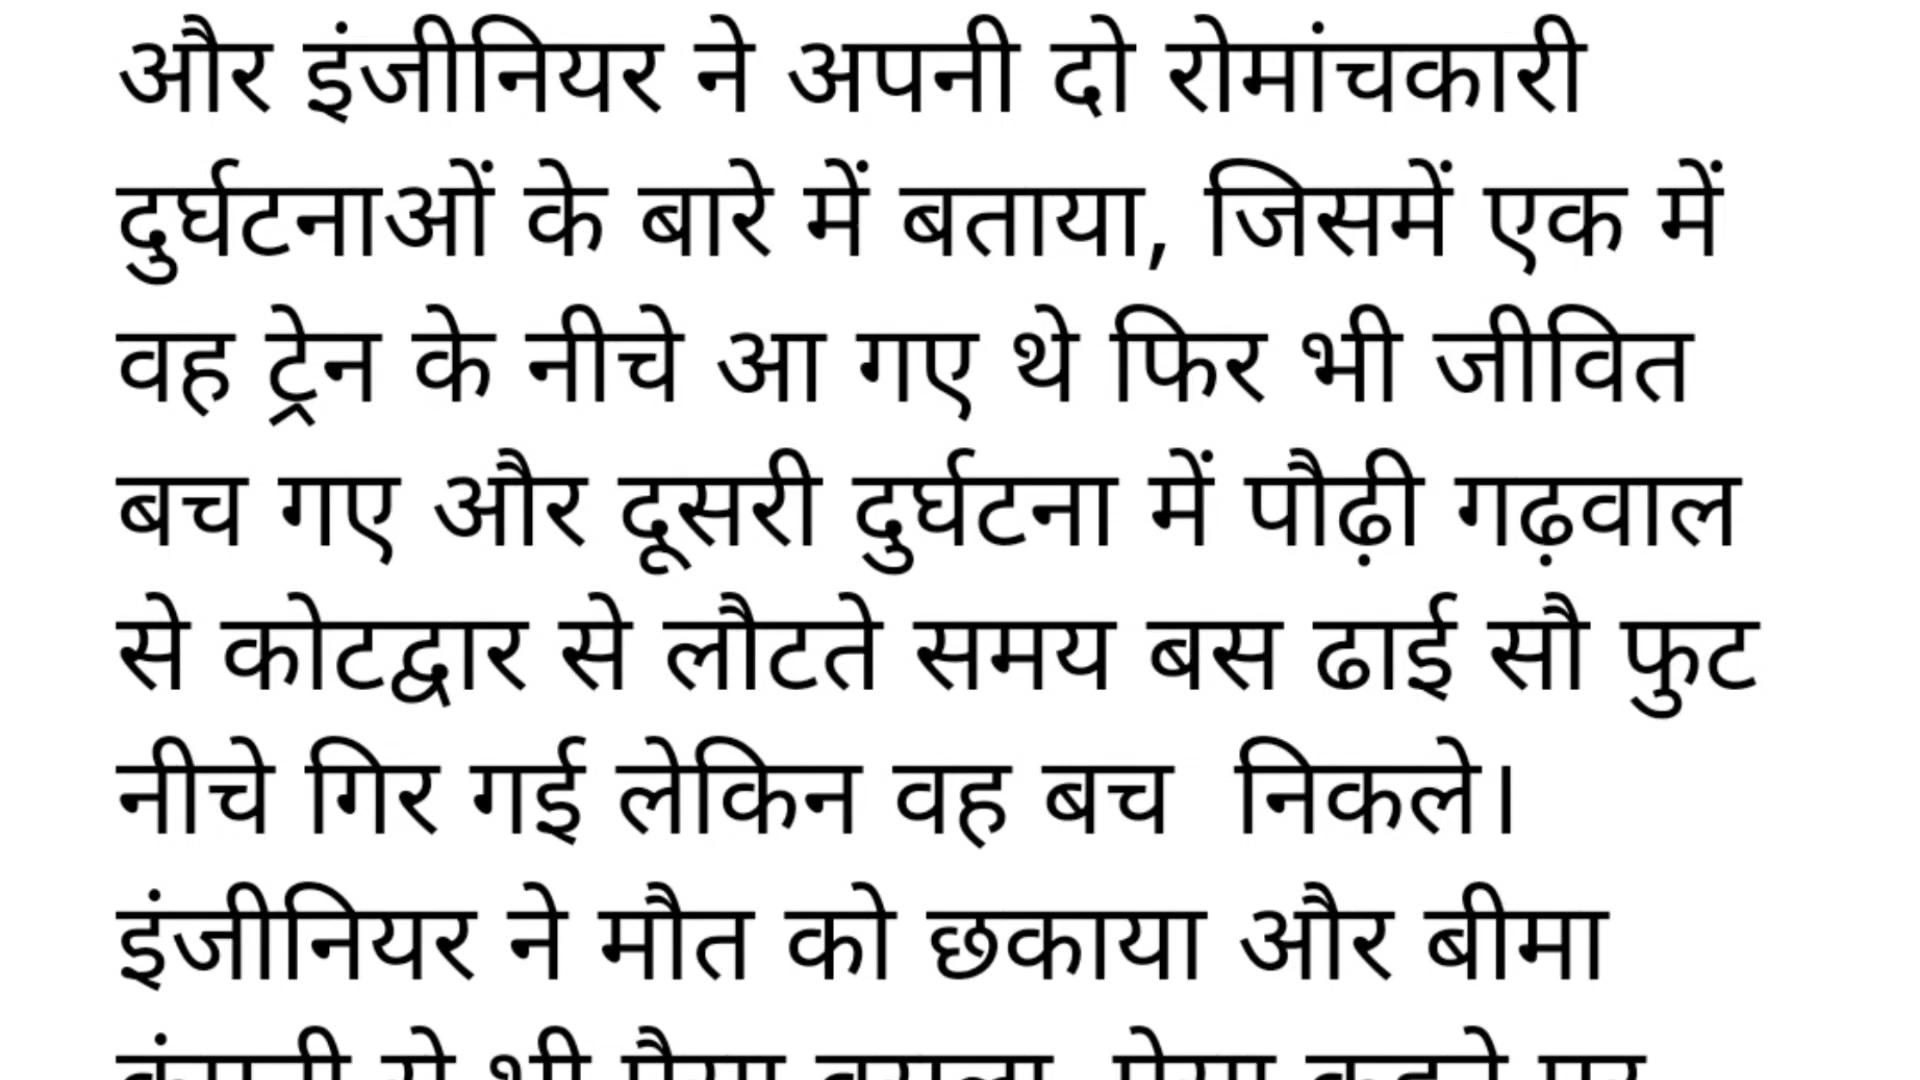 और इंजीनियर ने अपनी दो रोमांचकारी
दुर्घटनाओं के बारे में बताया, जिसमें एक में
वह ट्रेन के नीचे आ गए थे फिर भी जीवित
बच गए और दूसरी दुर्घटना में पौढ़ी गढ़वाल
से कोटद्वार से लौटते समय बस ढाई सौ फुट
नीचे गिर गई लेकिन वह बच  निकले।
इंजीनियर ने मौत को छकाया और बीमा